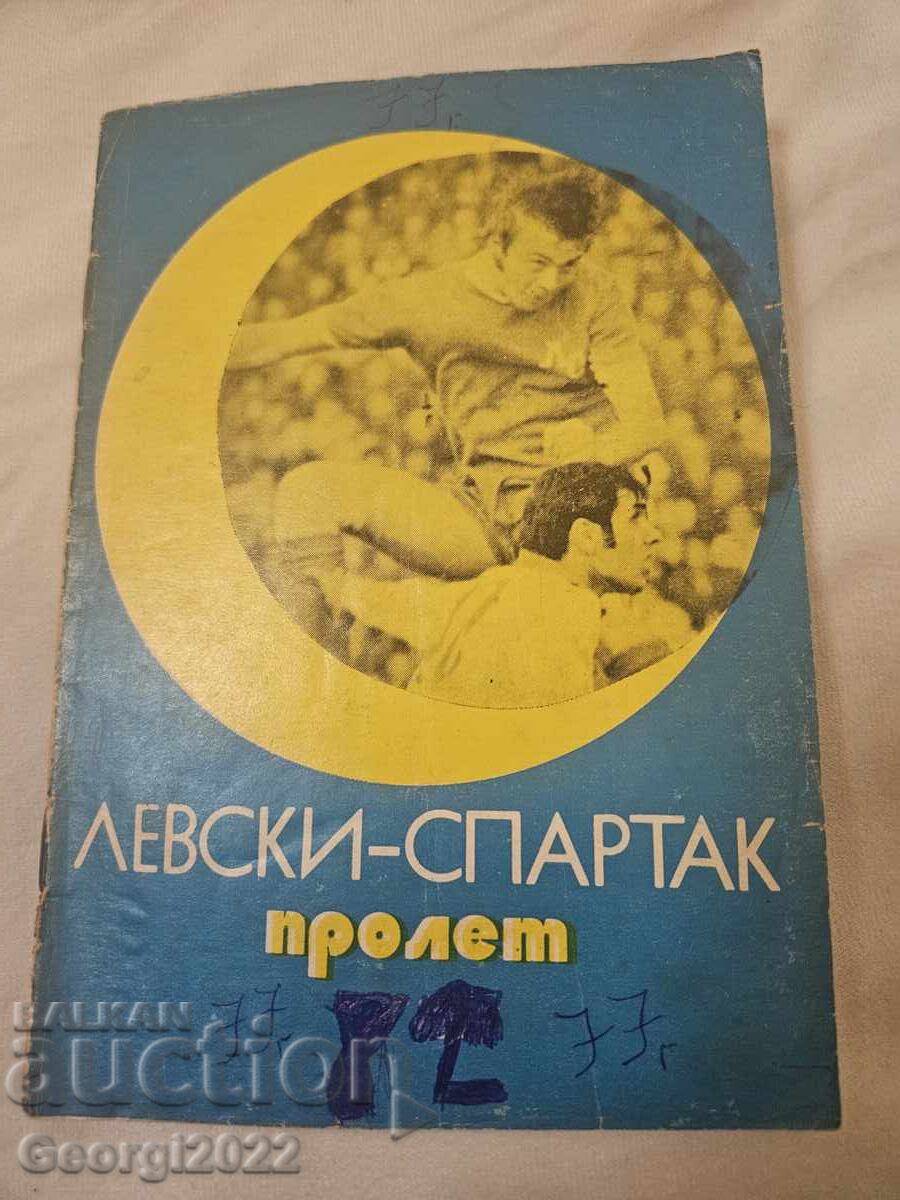 77г
ЛЕВСКИ-СПАРТАК
пролет
77г 72 77г
BALKAN
auction
Georgi2022